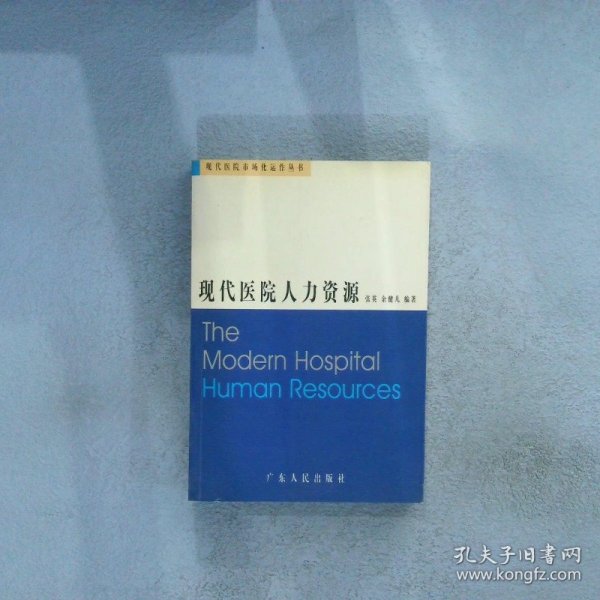 现代医院市场化运作丛书
现代医院人力资源 张英 余健儿 编著
The
Modern Hospital
Human Resources
广东人民出版社
孔夫子旧书网
www.kongfz.com